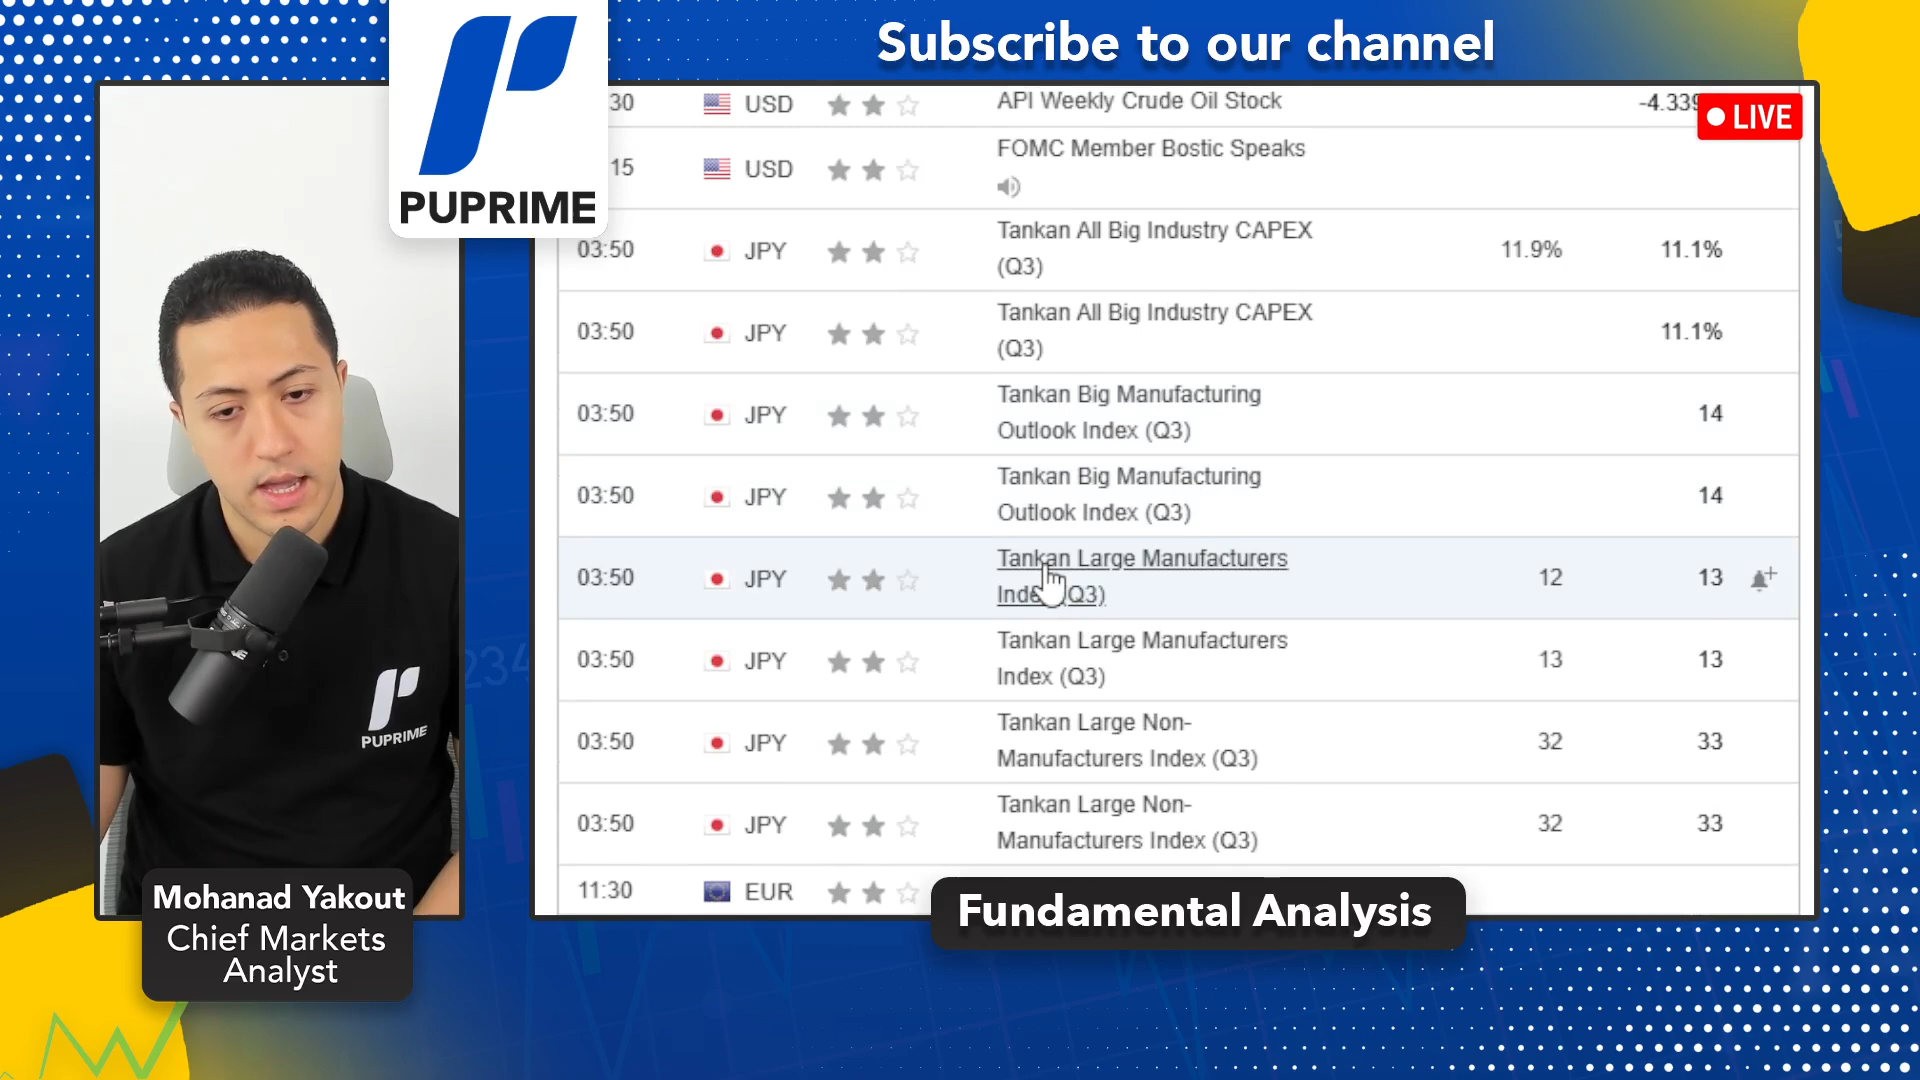 Subscribe to our channel
PUPRIME
LIVE
30 USD API Weekly Crude Oil Stock -4.339
15 USD FOMC Member Bostic Speaks
03:50 JPY Tankan All Big Industry CAPEX (Q3) 11.9% 11.1%
03:50 JPY Tankan All Big Industry CAPEX (Q3) 11.1%
03:50 JPY Tankan Big Manufacturing Outlook Index (Q3) 14
03:50 JPY Tankan Big Manufacturing Outlook Index (Q3) 14
03:50 JPY Tankan Large Manufacturers Index (Q3) 12 13
03:50 JPY Tankan Large Manufacturers Index (Q3) 13 13
03:50 JPY Tankan Large Non-Manufacturers Index (Q3) 32 33
03:50 JPY Tankan Large Non-Manufacturers Index (Q3) 32 33
11:30 EUR
PUPRIME
Mohanad Yakout
Chief Markets
Analyst
Fundamental Analysis